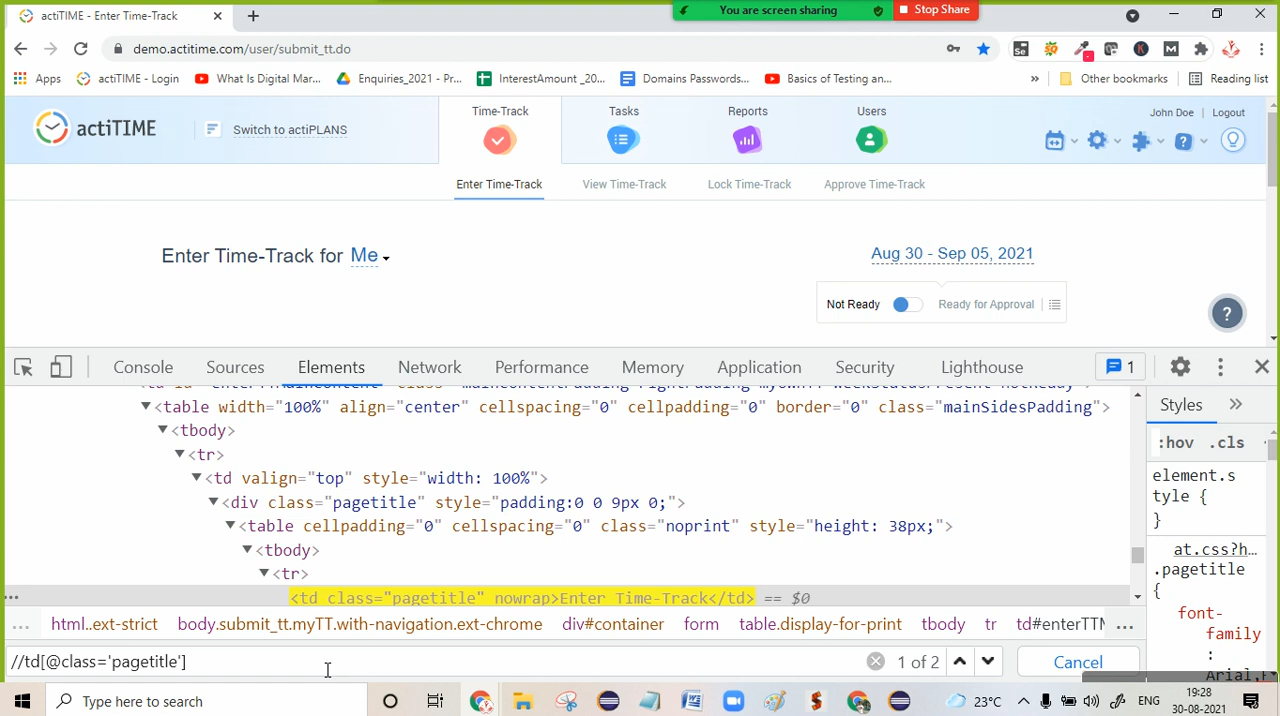 You are screen sharing Stop Share
actiTIME - Enter Time-Track
demo.actitime.com/user/submit_tt.do
Apps actiTIME - Login What Is Digital Mar... Enquiries_2021 - Pr... InterestAmount _20... Domains Passwords... Basics of Testing an... » Other bookmarks Reading list
actiTIME Switch to actiPLANS Time-Track Tasks Reports Users John Doe Logout
Enter Time-Track View Time-Track Lock Time-Track Approve Time-Track
Enter Time-Track for Me Aug 30 - Sep 05, 2021
Not Ready Ready for Approval
?
Console Sources Elements Network Performance Memory Application Security Lighthouse 1
<table width="100%" align="center" cellspacing="0" cellpadding="0" border="0" class="mainSidesPadding">
<tbody>
<tr>
<td valign="top" style="width: 100%">
<div class="pagetitle" style="padding:0 0 9px 0;">
<table cellpadding="0" cellspacing="0" class="noprint" style="height: 38px;">
<tbody>
<tr>
... <td class="pagetitle" nowrap>Enter Time-Track</td> == $0
Styles »
:hov .cls
element.s
tyle {
}
at.css?h…
.pagetitle
{
font-
family
:
... html..ext-strict body.submit_tt.myTT.with-navigation.ext-chrome div#container form table.display-for-print tbody tr td#enterTTM ...
//td[@class='pagetitle'] 1 of 2 Cancel
Type here to search 23°C ENG 19:28
30-08-2021